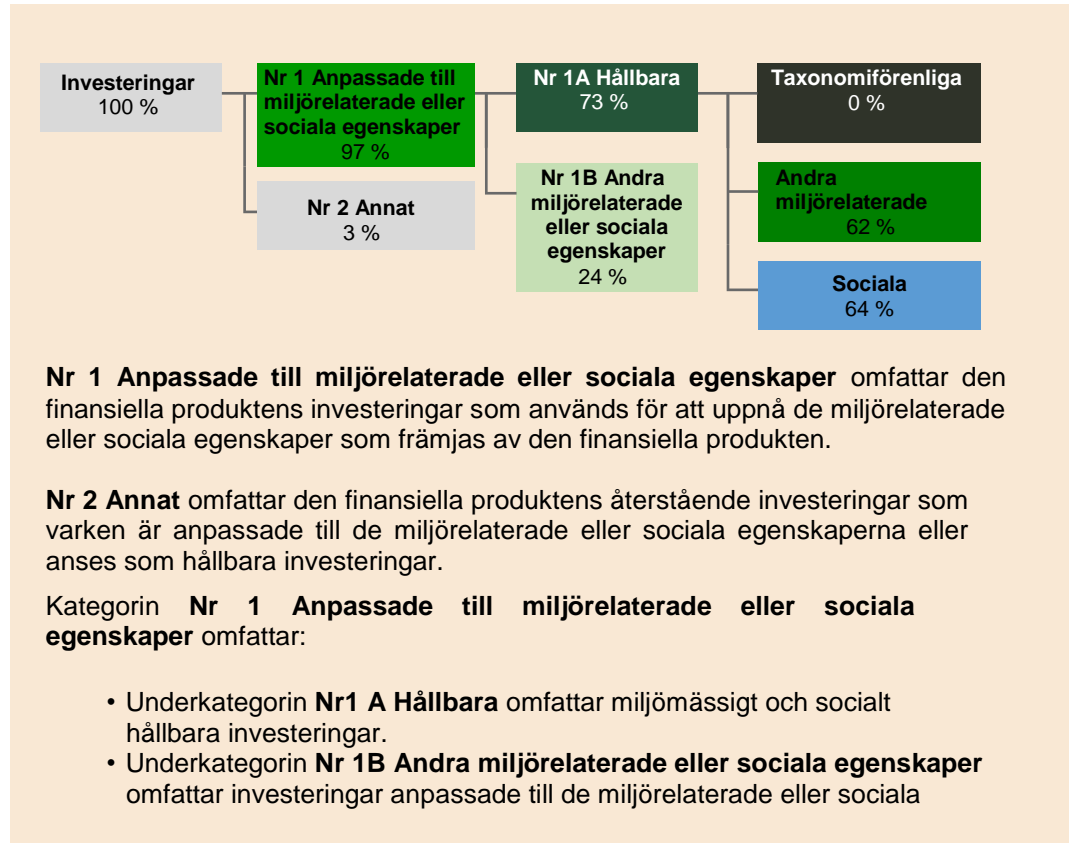 Investeringar
100 %
Nr 1 Anpassade till
miljörelaterade eller
sociala egenskaper
97 %
Nr 2 Annat
3 %
Nr 1A Hållbara
73 %
Nr 1B Andra
miljörelaterade
eller sociala
egenskaper
24 %
Taxonomiförenliga
0 %
Andra
miljörelaterade
62 %
Sociala
64 %
Nr 1 Anpassade till miljörelaterade eller sociala egenskaper omfattar den
finansiella produktens investeringar som används för att uppnå de miljörelaterade
eller sociala egenskaper som främjas av den finansiella produkten.
Nr 2 Annat omfattar den finansiella produktens återstående investeringar som
varken är anpassade till de miljörelaterade eller sociala egenskaperna eller
anses som hållbara investeringar.
Kategorin Nr 1 Anpassade till miljörelaterade eller sociala
egenskaper omfattar:
• Underkategorin Nr1 A Hållbara omfattar miljömässigt och socialt
hållbara investeringar.
• Underkategorin Nr 1B Andra miljörelaterade eller sociala egenskaper
omfattar investeringar anpassade till de miljörelaterade eller sociala